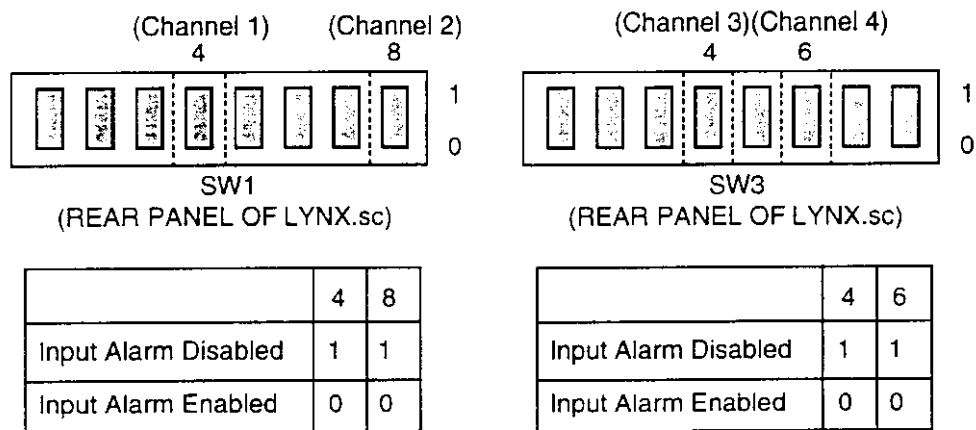 (Channel 1) (Channel 2)
4 8
1
0
SW1
(REAR PANEL OF LYNX.sc)
(Channel 3)(Channel 4)
4 6
1
0
SW3
(REAR PANEL OF LYNX.sc)
4 8
Input Alarm Disabled 1 1
Input Alarm Enabled 0 0
4 6
Input Alarm Disabled 1 1
Input Alarm Enabled 0 0